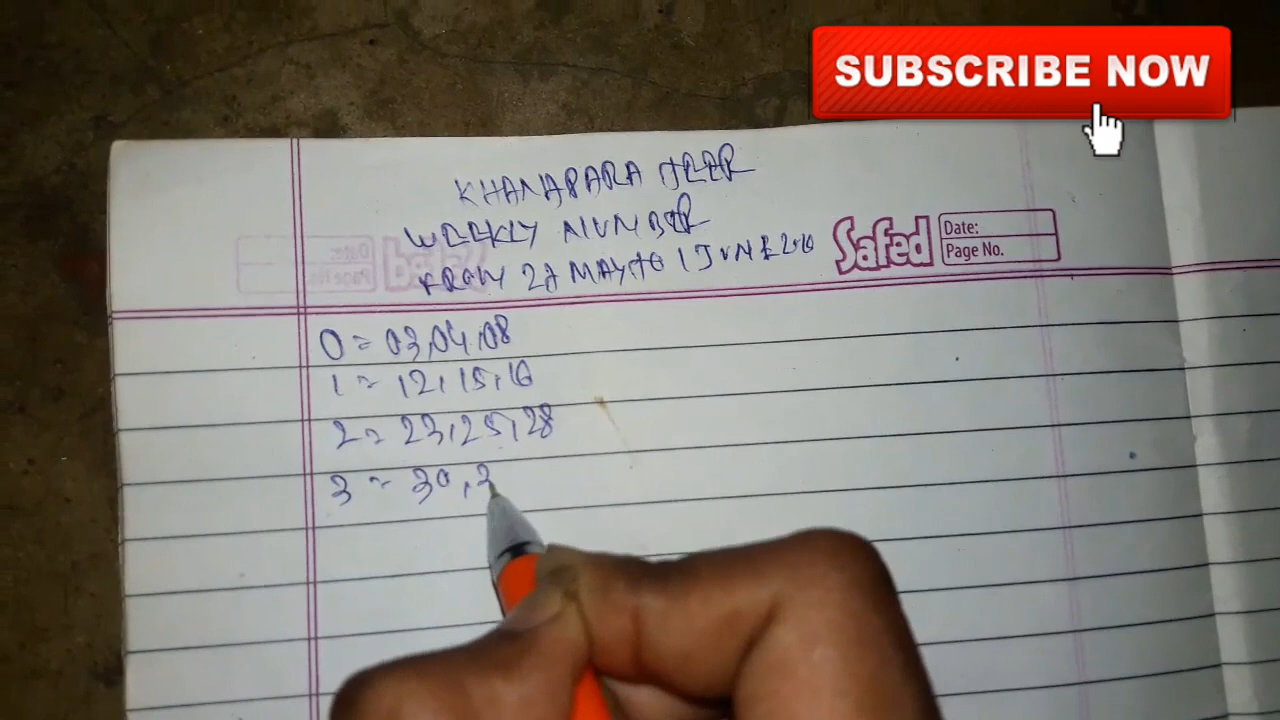 SUBSCRIBE NOW
KHANAPARA TEER
WEEKLY NUMBER
FROM 27 MAY TO 1 JUNE
Safed
Date:
Page No.
0 = 03,04,08
1 = 12,15,16
2 = 23,25,28
3 = 30,3